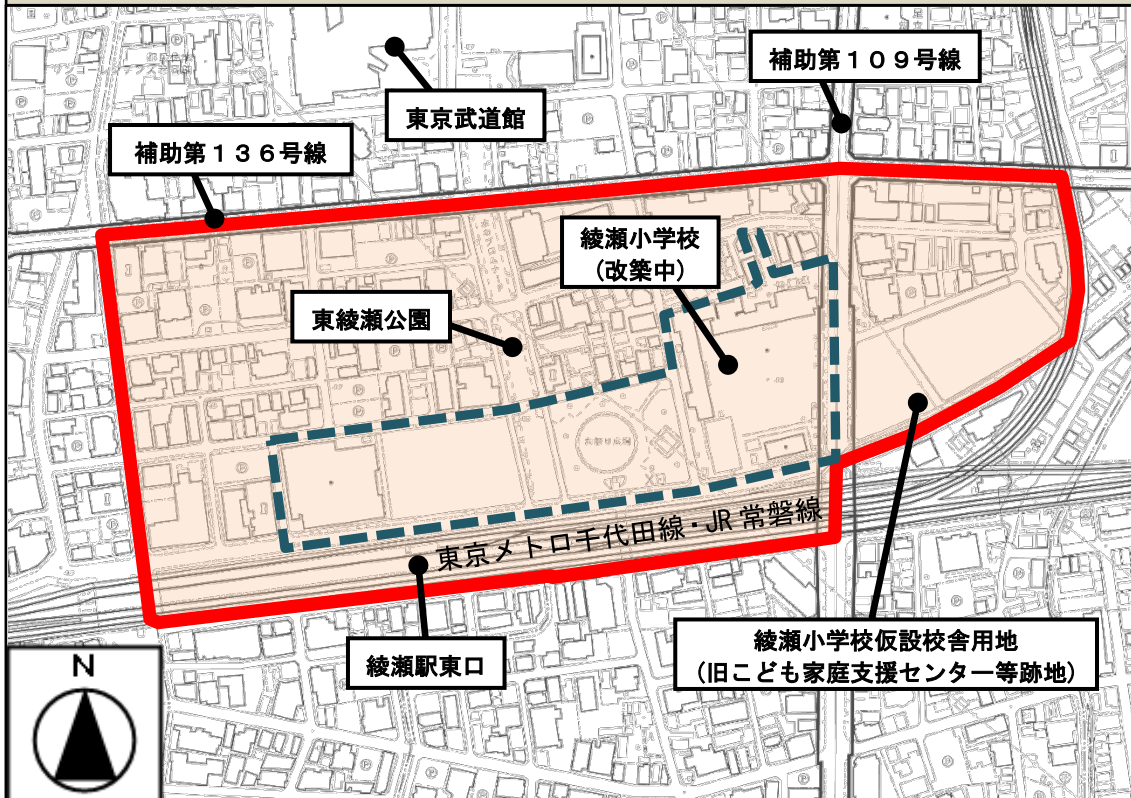 補助第１０９号線
東京武道館
補助第１３６号線
綾瀬小学校
（改築中）
東綾瀬公園
東京メトロ千代田線・JR 常磐線
綾瀬駅東口
綾瀬小学校仮設校舎用地
（旧こども家庭支援センター等跡地）
N